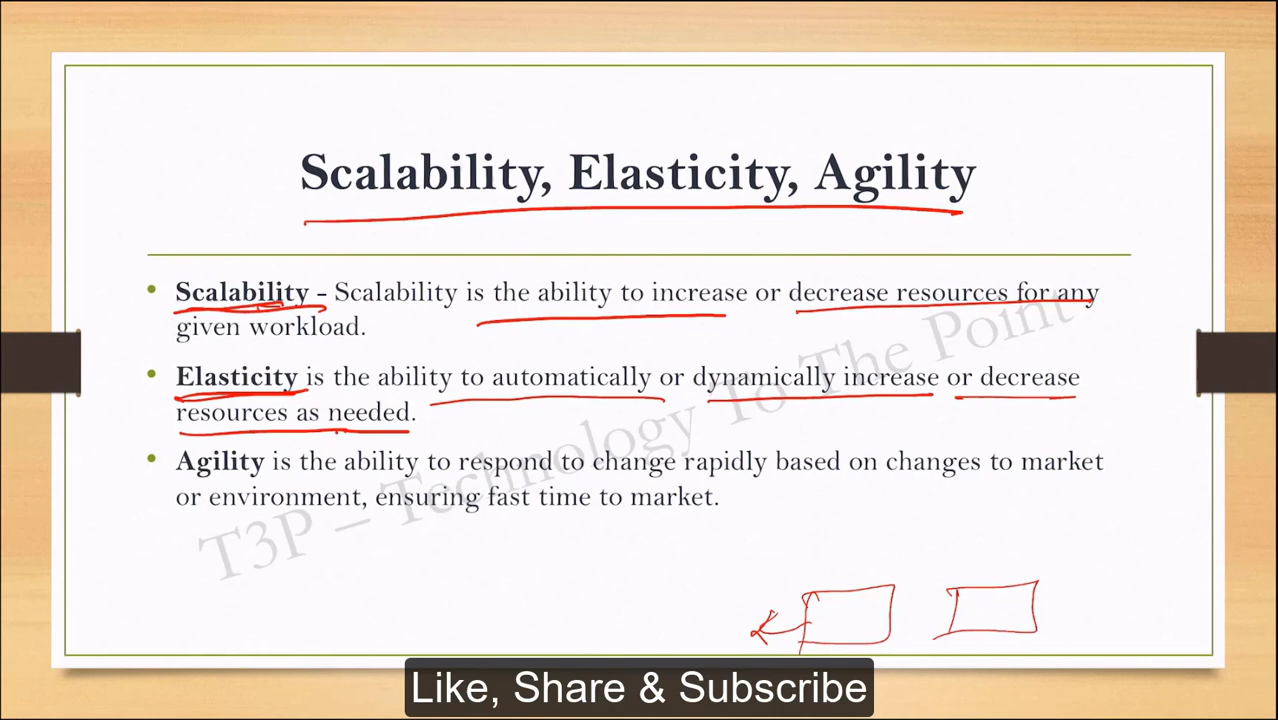 Scalability, Elasticity, Agility
• Scalability - Scalability is the ability to increase or decrease resources for any
given workload.
• Elasticity is the ability to automatically or dynamically increase or decrease
resources as needed.
• Agility is the ability to respond to change rapidly based on changes to market
or environment, ensuring fast time to market.
T3P – Technology To The Point
Like, Share & Subscribe